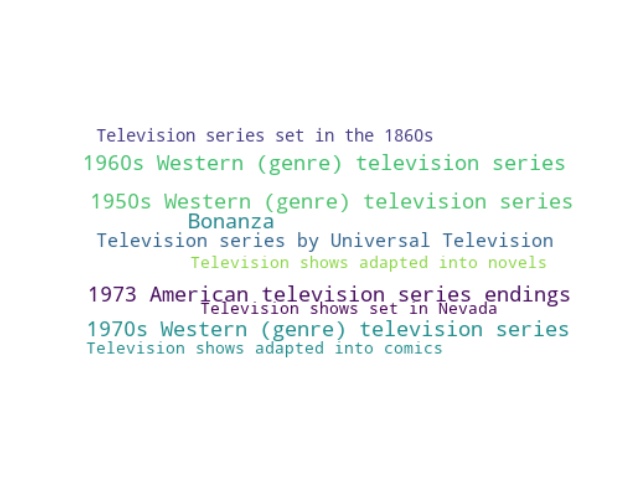 Television series set in the 1860s
1960s Western (genre) television series
1950s Western (genre) television series
Bonanza
Television series by Universal Television
Television shows adapted into novels
1973 American television series endings
Television shows set in Nevada
1970s Western (genre) television series
Television shows adapted into comics